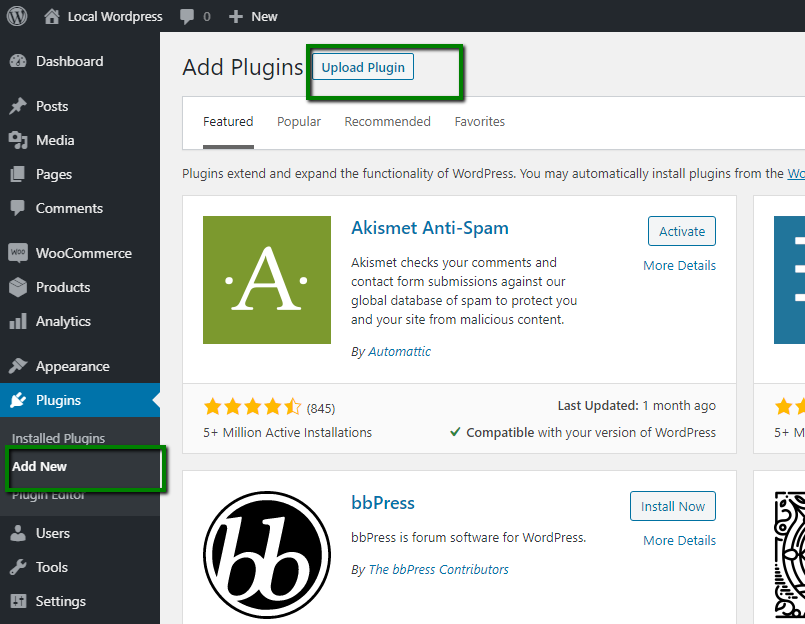 Local Wordpress 0 New
Dashboard
Posts
Media
Pages
Comments
WooCommerce
Products
Analytics
Appearance
Plugins
Installed Plugins
Add New
Plugin Editor
Users
Tools
Settings
Add Plugins Upload Plugin
Featured Popular Recommended Favorites
Plugins extend and expand the functionality of WordPress. You may automatically install plugins from the Wo
Akismet Anti-Spam
Activate
More Details
Akismet checks your comments and
contact form submissions against our
global database of spam to protect you
and your site from malicious content.
By Automattic
(845)
Last Updated: 1 month ago
5+ Million Active Installations
Compatible with your version of WordPress
·A·
5+ M
bbPress
Install Now
More Details
bbPress is forum software for WordPress.
By The bbPress Contributors
bb